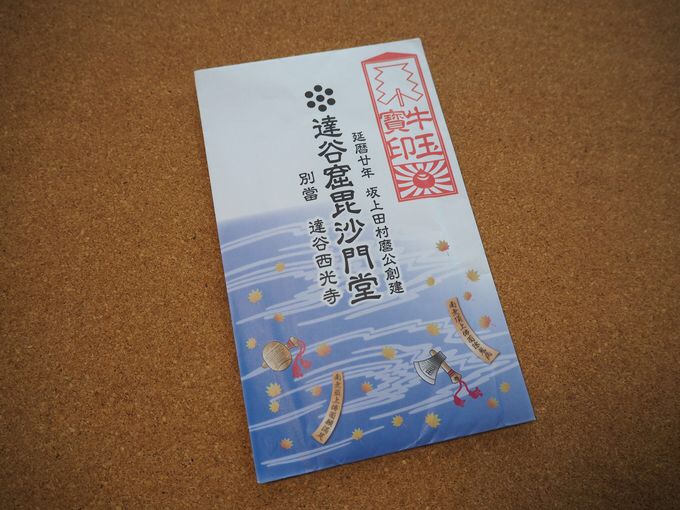 牛玉
寶印
延暦廿年 坂上田村麿公創建
達谷窟毘沙門堂
別當 達谷西光寺